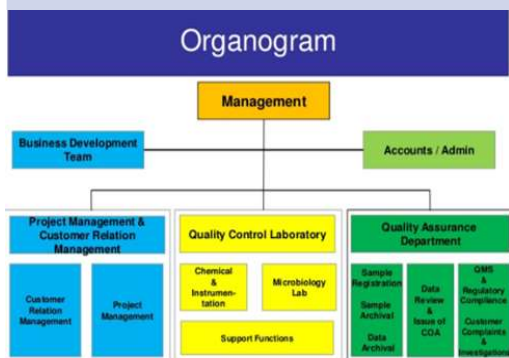 Organogram
Management
Business Development
Team
Accounts / Admin
Project Management &
Customer Relation
Management
Customer
Relation
Management
Project
Management
Quality Control Laboratory
Chemical
&
Instrumen-
tation
Microbiology
Lab
Support Functions
Quality Assurance
Department
Sample
Registration
Sample
Archival
Data
Archival
Data
Review
&
Issue of
COA
QMS
&
Regulatory
Compliance
Customer
Complaints
&
Investigations